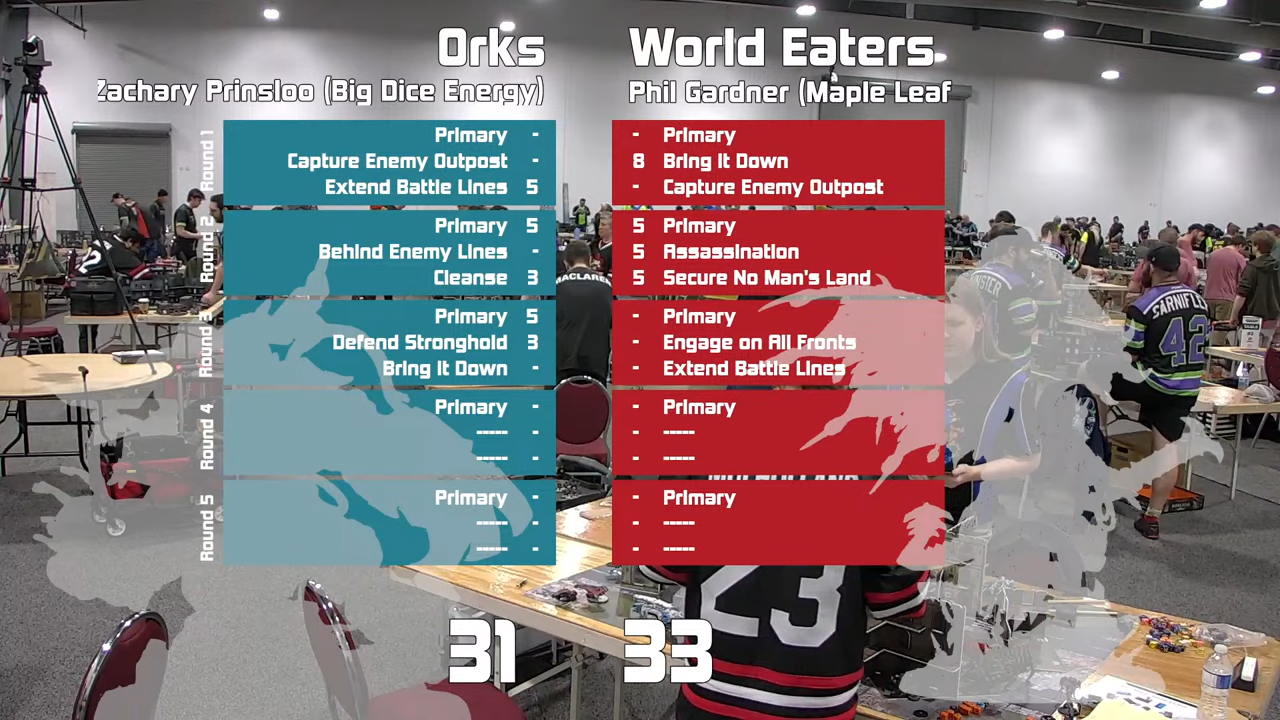 Orks
Zachary Prinsloo (Big Dice Energy)
Round 1
Primary -
Capture Enemy Outpost -
Extend Battle Lines 5
Round 2
Primary 5
Behind Enemy Lines -
Cleanse 3
Round 3
Primary 5
Defend Stronghold 3
Bring It Down -
Round 4
Primary -
----- -
----- -
Round 5
Primary -
----- -
----- -
31
World Eaters
Phil Gardner (Maple Leaf
- Primary
8 Bring It Down
- Capture Enemy Outpost
5 Primary
5 Assassination
5 Secure No Man's Land
- Primary
- Engage on All Fronts
- Extend Battle Lines
- Primary
- -----
- -----
- Primary
- -----
- -----
33
MACLAREN
23
42